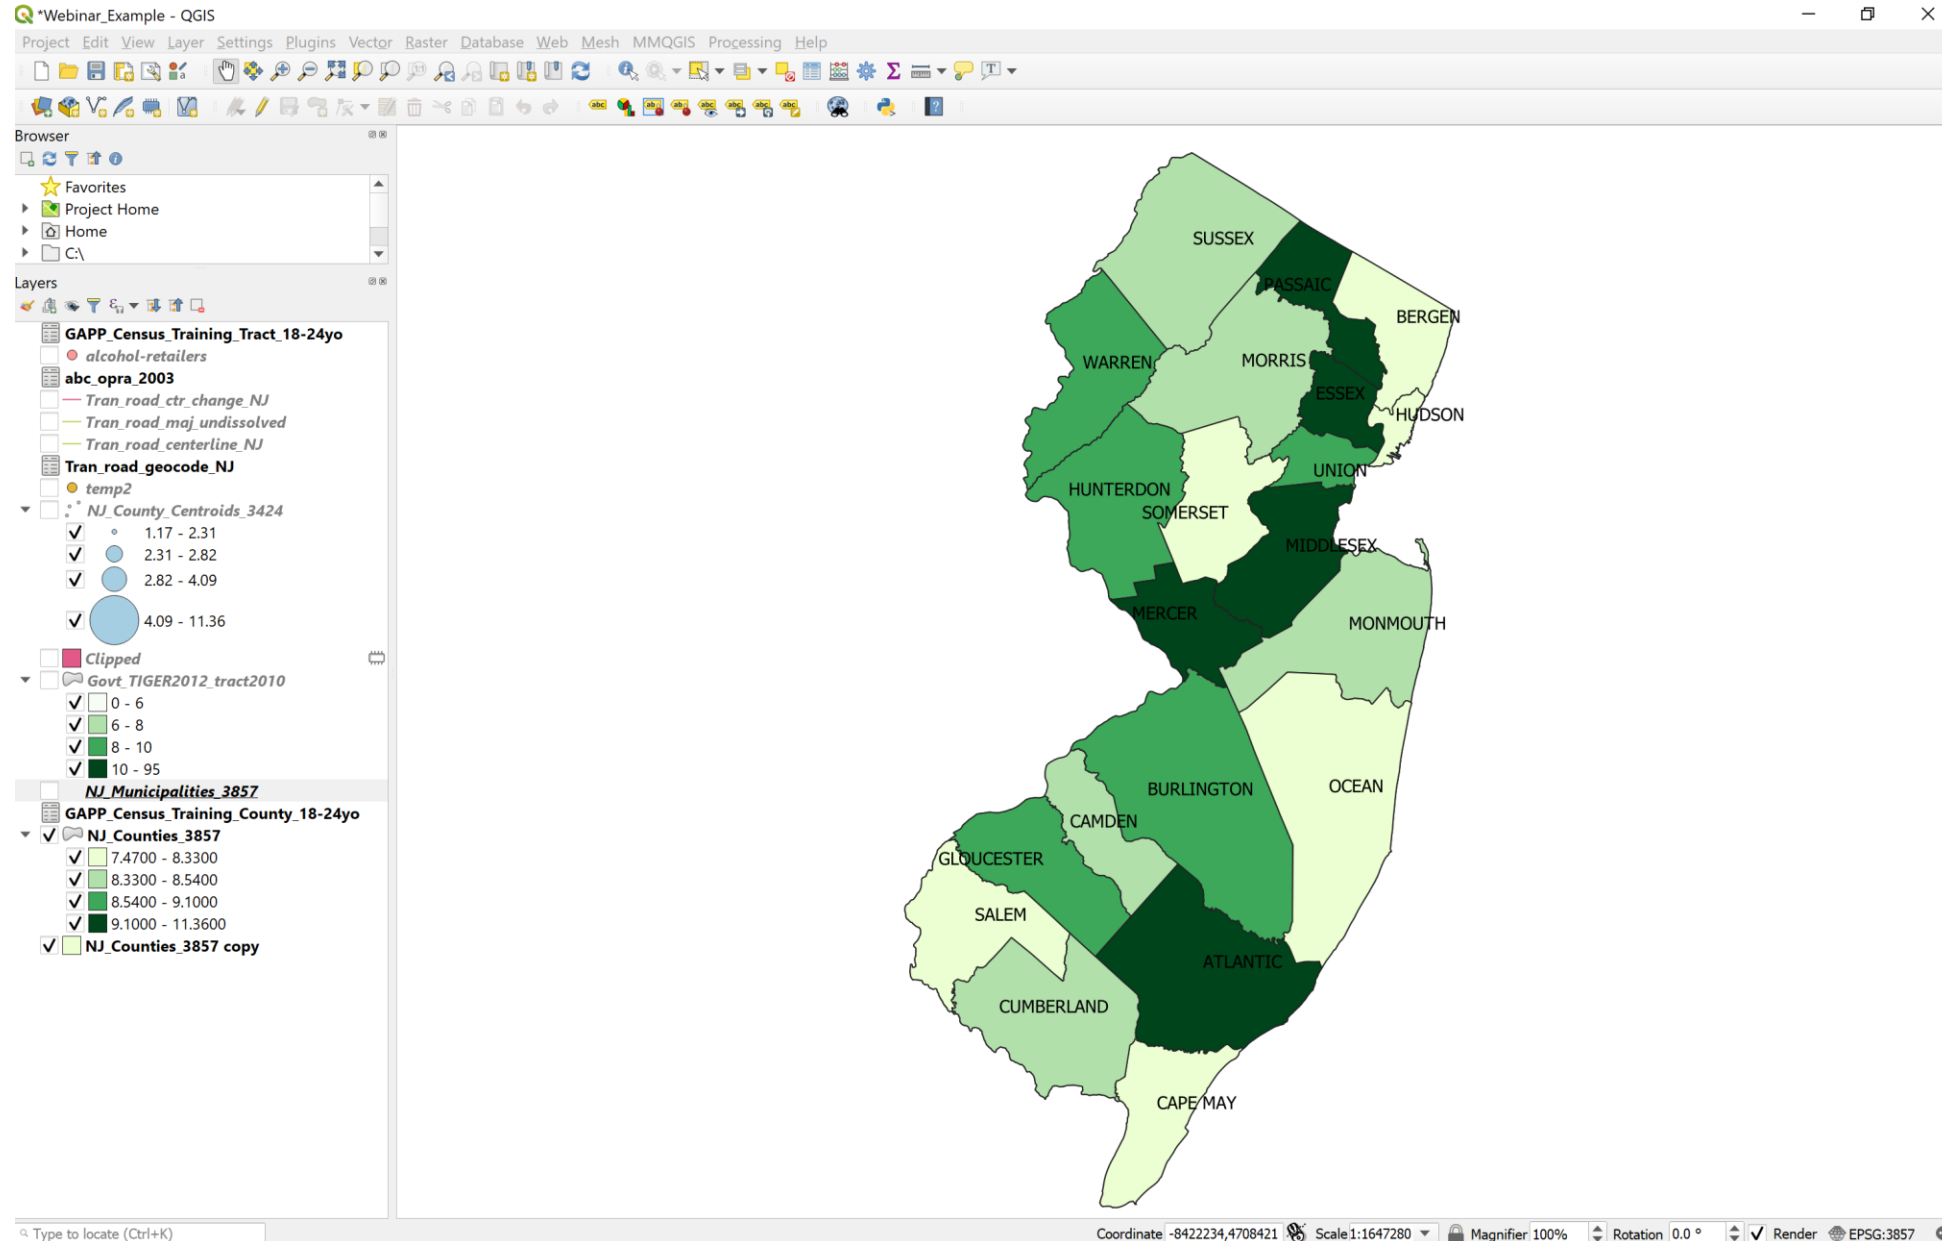 *Webinar_Example - QGIS
Project Edit View Layer Settings Plugins Vector Raster Database Web Mesh MMQGIS Processing Help
Browser
Favorites
Project Home
Home
C:\
Layers
GAPP_Census_Training_Tract_18-24yo
alcohol-retailers
abc_opra_2003
Tran_road_ctr_change_NJ
Tran_road_maj_undissolved
Tran_road_centerline_NJ
Tran_road_geocode_NJ
temp2
NJ_County_Centroids_3424
1.17 - 2.31
2.31 - 2.82
2.82 - 4.09
4.09 - 11.36
Clipped
Govt_TIGER2012_tract2010
0 - 6
6 - 8
8 - 10
10 - 95
NJ_Municipalities_3857
GAPP_Census_Training_County_18-24yo
NJ_Counties_3857
7.4700 - 8.3300
8.3300 - 8.5400
8.5400 - 9.1000
9.1000 - 11.3600
NJ_Counties_3857 copy
SUSSEX
PASSAIC
BERGEN
WARREN
MORRIS
ESSEX
HUDSON
UNION
HUNTERDON
SOMERSET
MIDDLESEX
MERCER
MONMOUTH
OCEAN
BURLINGTON
CAMDEN
GLOUCESTER
SALEM
ATLANTIC
CUMBERLAND
CAPE MAY
Type to locate (Ctrl+K)
Coordinate -8422234,4708421 Scale 1:1647280 Magnifier 100% Rotation 0.0 ° Render EPSG:3857